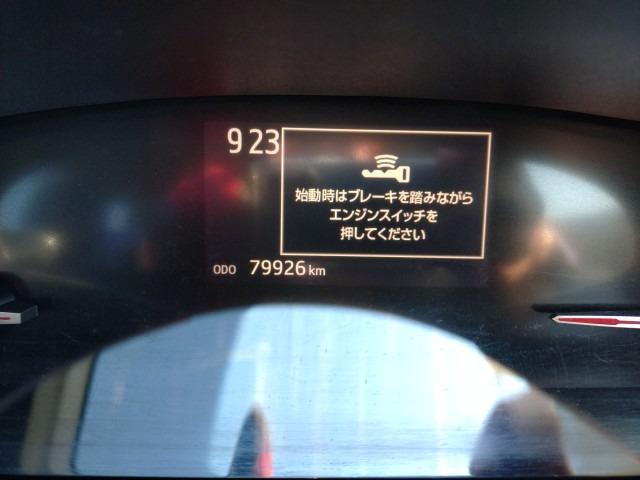 9 23
始動時はブレーキを踏みながら
エンジンスイッチを
押してください
ODO 79926 km